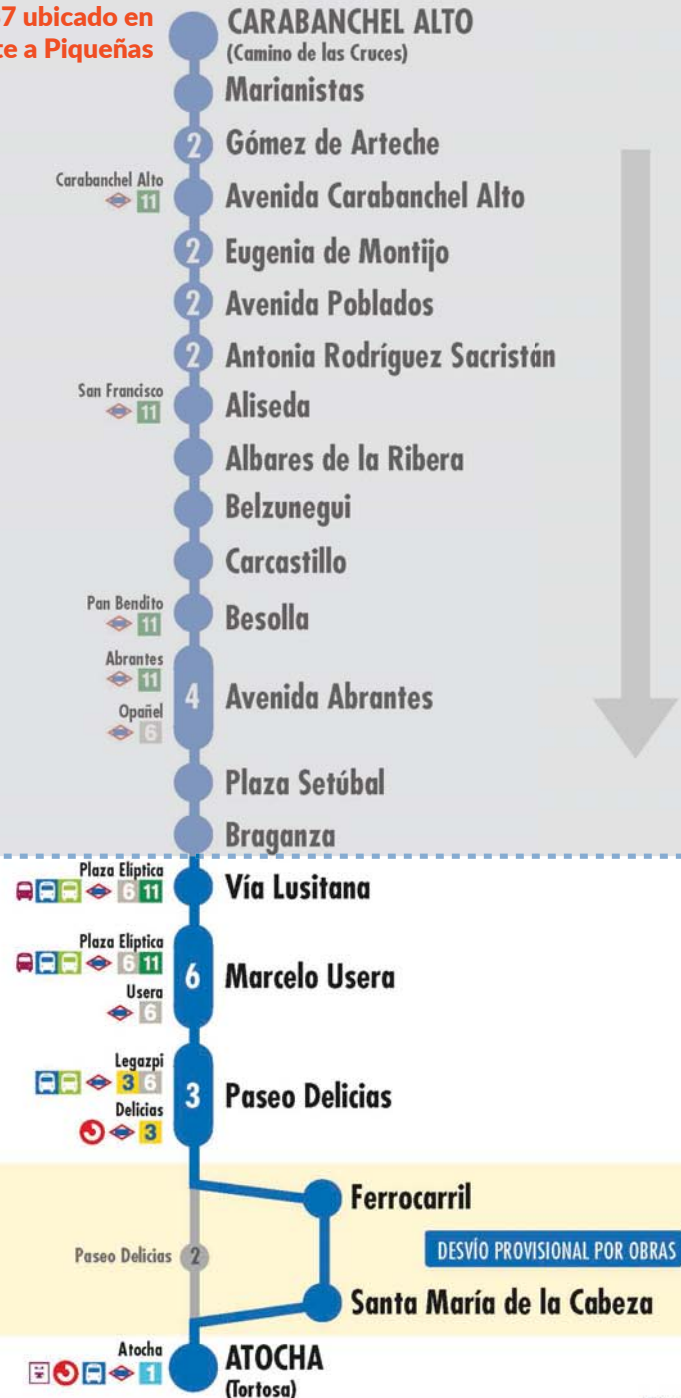 7 ubicado en
te a Piqueñas
CARABANCHEL ALTO
(Camino de las Cruces)
Marianistas
2 Gómez de Arteche
Carabanchel Alto
11
Avenida Carabanchel Alto
2 Eugenia de Montijo
2 Avenida Poblados
2 Antonia Rodríguez Sacristán
San Francisco
11
Aliseda
Albares de la Ribera
Belzunegui
Carcastillo
Pan Bendito
11
Besolla
Abrantes
11
Opañel
6
4 Avenida Abrantes
Plaza Setúbal
Braganza
Plaza Elíptica
6 11
Vía Lusitana
Plaza Elíptica
6 11
Usera
6
6 Marcelo Usera
Legazpi
3 6
Delicias
3
3 Paseo Delicias
Ferrocarril
Paseo Delicias 2
DESVÍO PROVISIONAL POR OBRAS
Santa María de la Cabeza
Atocha
1
ATOCHA
(Tortosa)